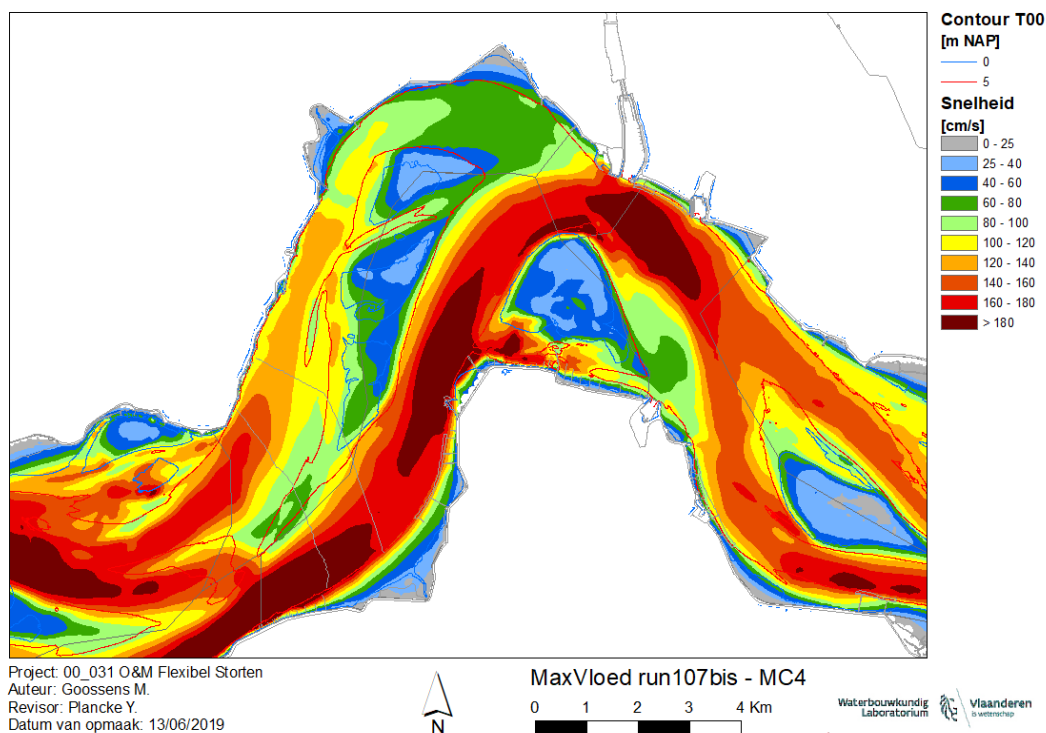 Contour T00
[m NAP]
0
5
Snelheid
[cm/s]
0 - 25
25 - 40
40 - 60
60 - 80
80 - 100
100 - 120
120 - 140
140 - 160
160 - 180
> 180
Project: 00_031 O&M Flexibel Storten
Auteur: Goossens M.
Revisor: Plancke Y.
Datum van opmaak: 13/06/2019
N
MaxVloed run107bis - MC4
0 1 2 3 4 Km
Waterbouwkundig
Laboratorium
Vlaanderen
is wetenschap